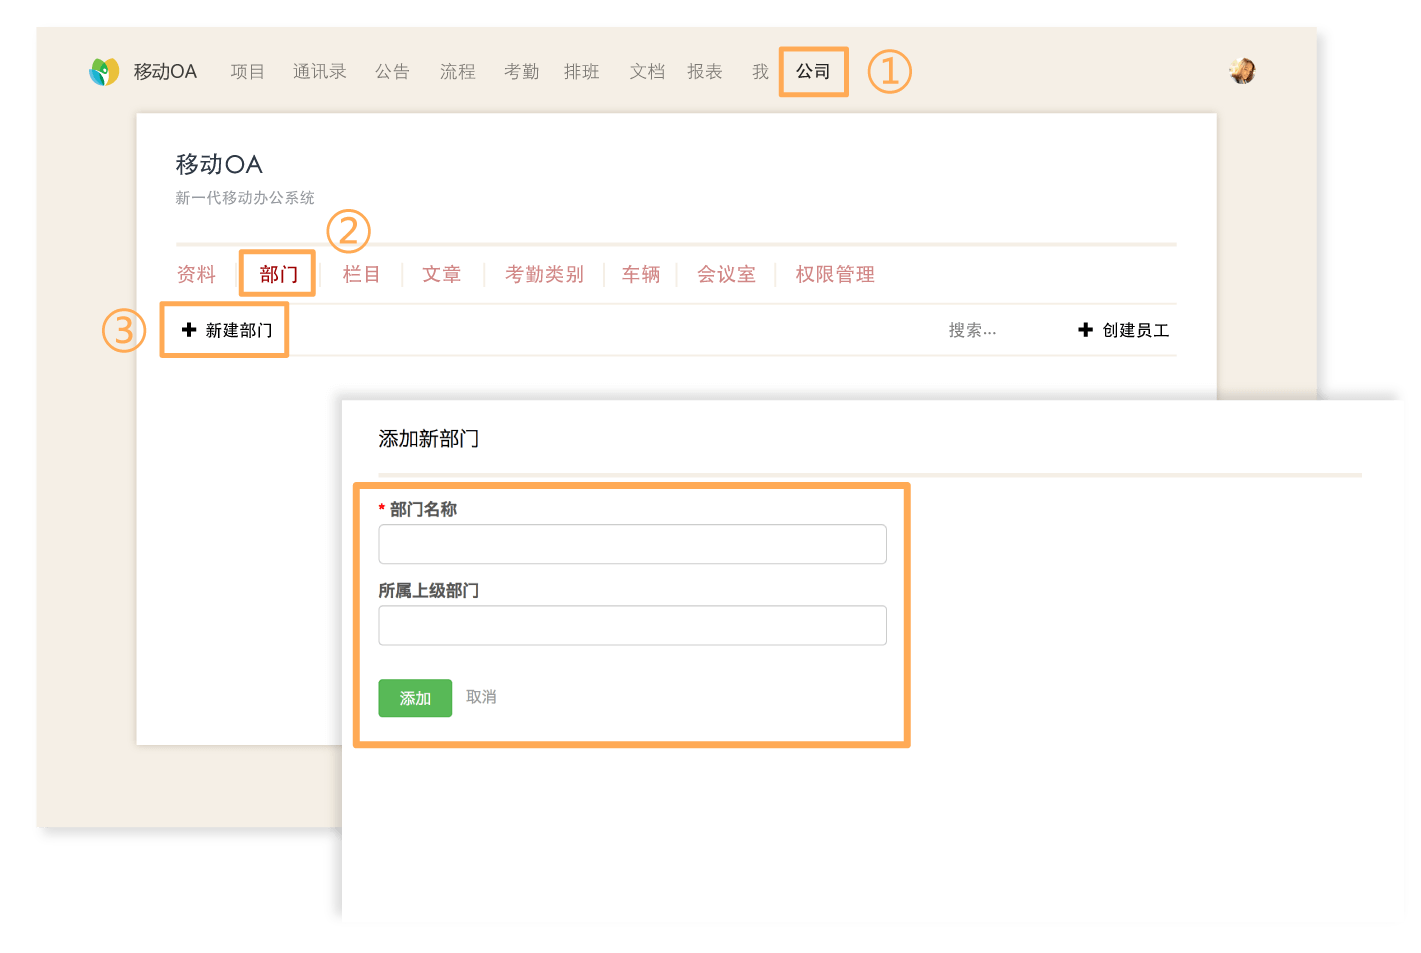 移动OA 项目 通讯录 公告 流程 考勤 排班 文档 报表 我 公司 ①
移动OA
新一代移动办公系统
②
资料 部门 栏目 文章 考勤类别 车辆 会议室 权限管理
③ 新建部门 搜索... 创建员工
添加新部门
* 部门名称
所属上级部门
添加 取消